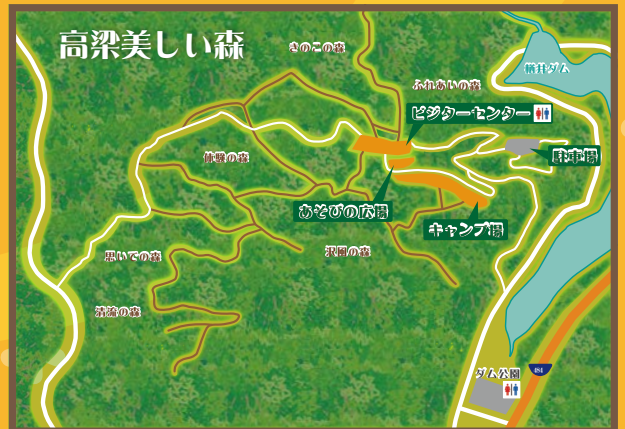 高梁美しい森
きのこの森
ふれあいの森
楢井ダム
ビジターセンター
駐車場
体験の森
あそびの広場
キャンプ場
思いでの森
沢風の森
清流の森
ダム公園
484